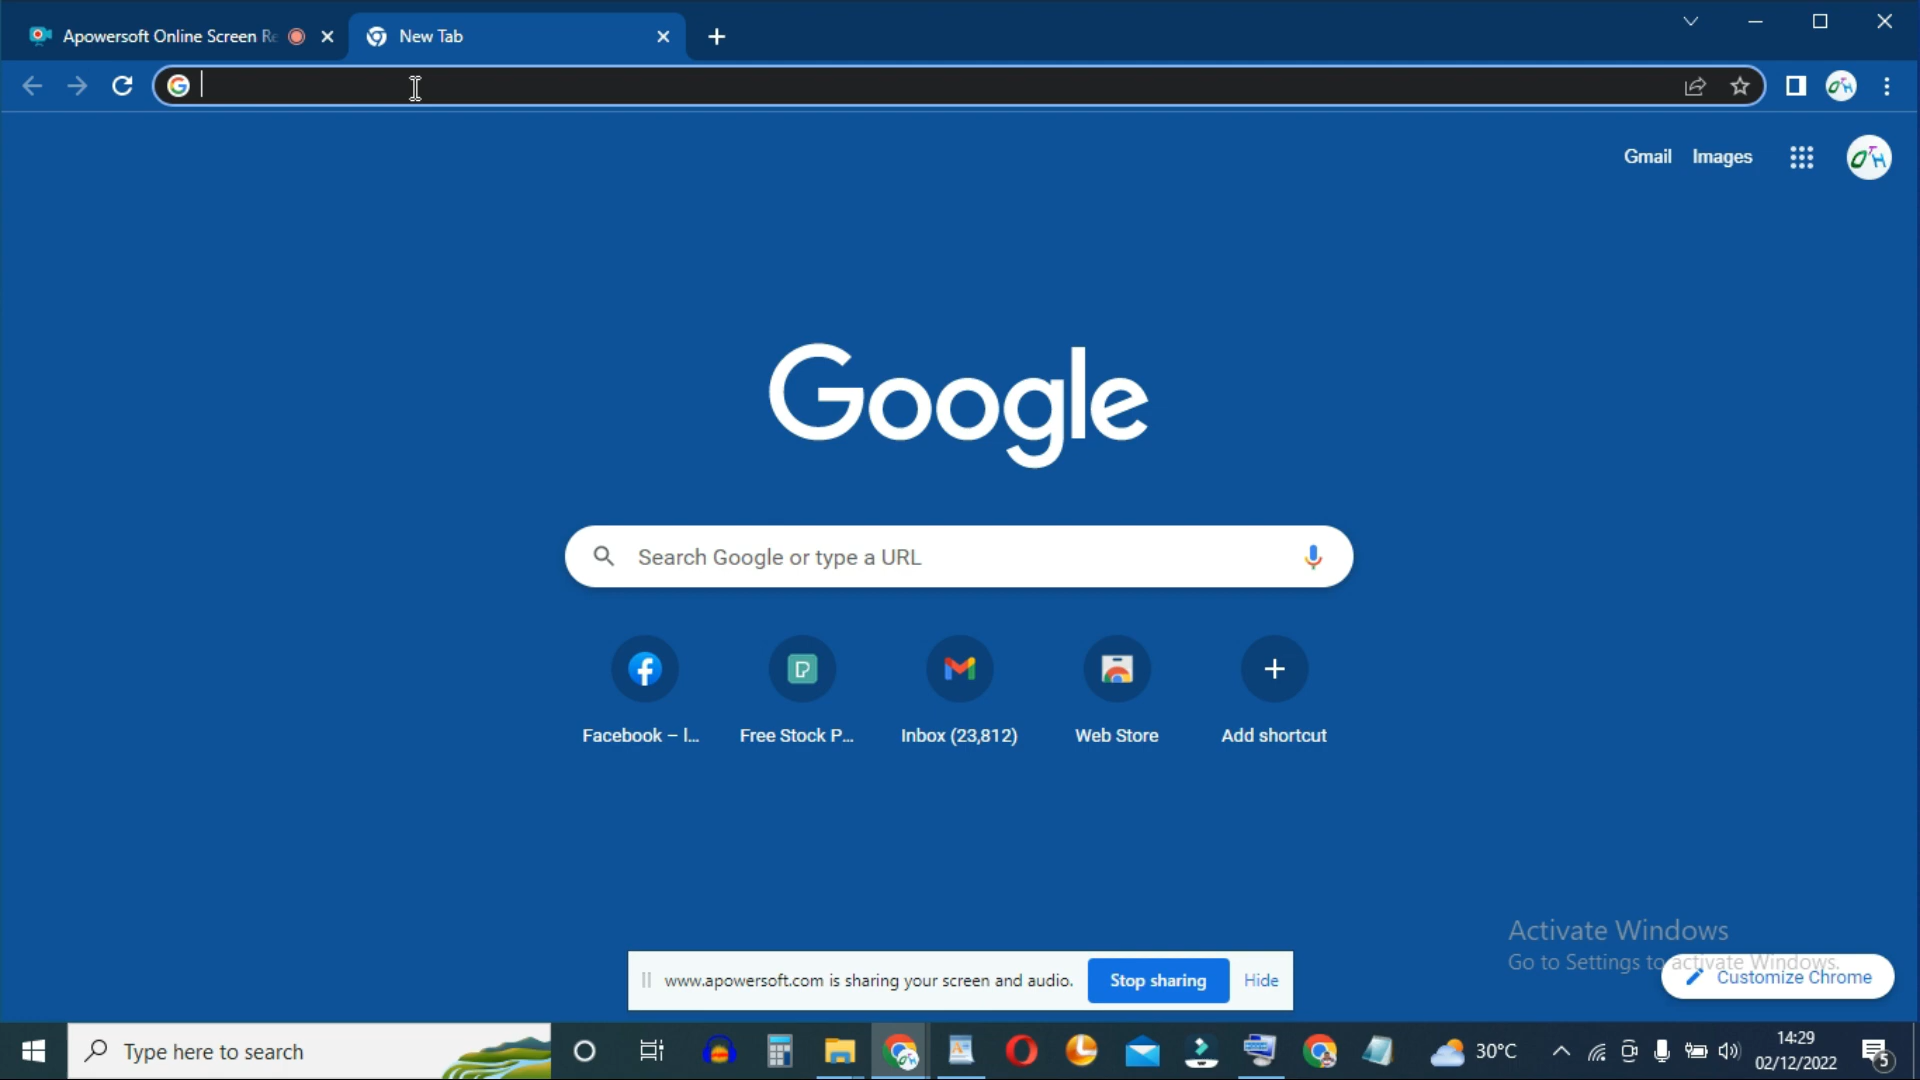 Apowersoft Online Screen Re
New Tab
Gmail Images
Google
Search Google or type a URL
Facebook – l...
Free Stock P...
Inbox (23,812)
Web Store
Add shortcut
Activate Windows
Go to Settings to activate Windows.
Customize Chrome
www.apowersoft.com is sharing your screen and audio.
Stop sharing
Hide
Type here to search
30°C
14:29
02/12/2022
5